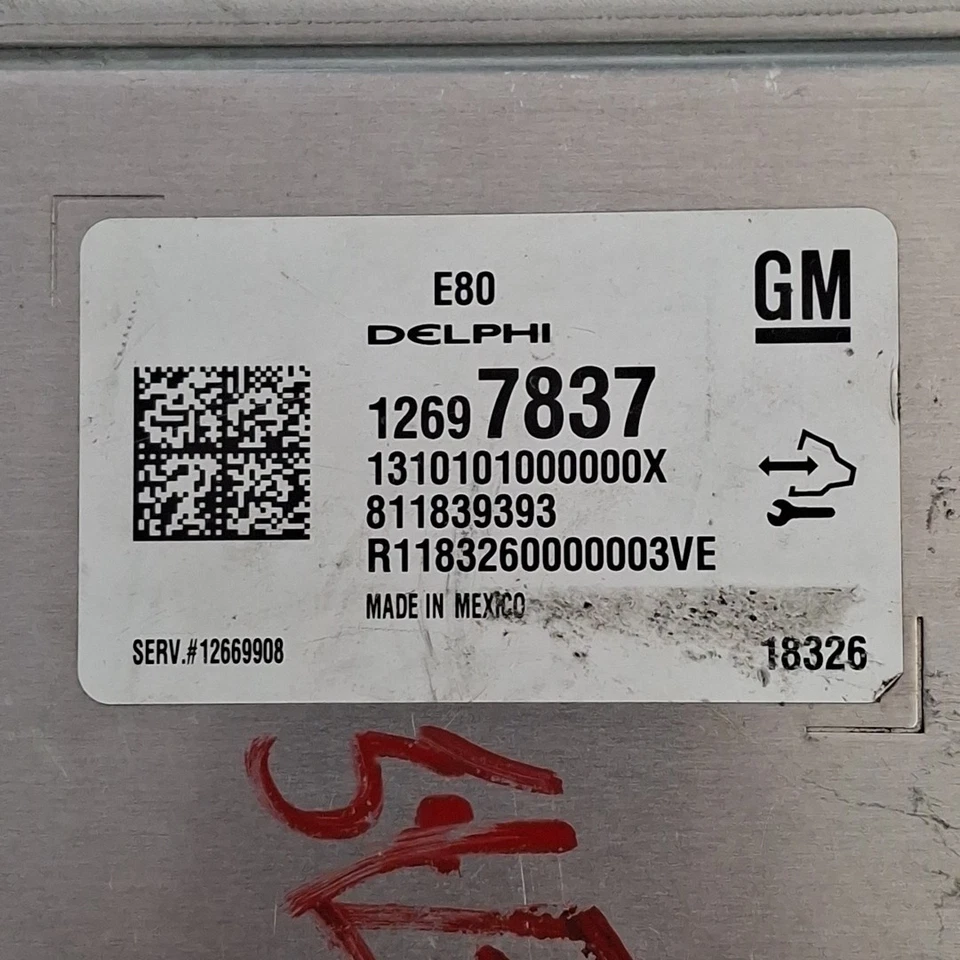 E80
GM
DELPHI
12697837
1310101000000X
811839393
R1183260000003VE
MADE IN MEXICO
SERV.#12669908
18326